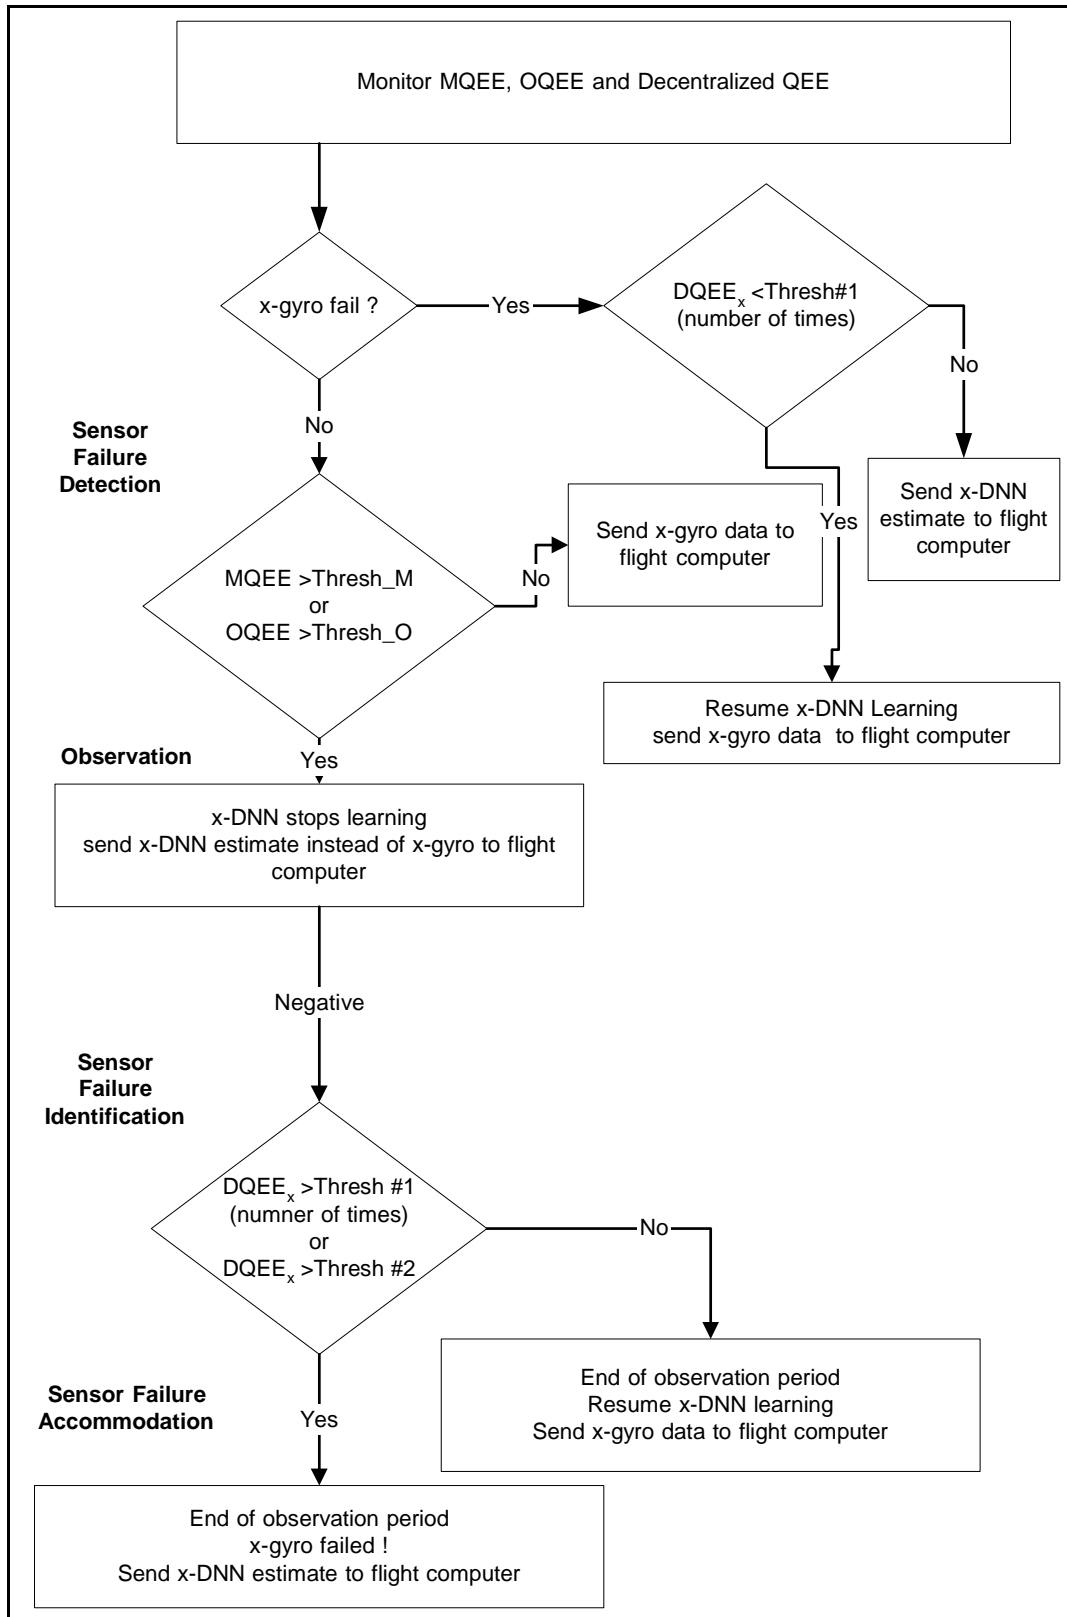 Monitor MQEE, OQEE and Decentralized QEE
x-gyro fail ?
Yes
DQEEx <Thresh#1
(number of times)
No
No
Sensor
Failure
Detection
Send x-DNN
estimate to flight
computer
Yes
Send x-gyro data to
flight computer
No
MQEE >Thresh_M
or
OQEE >Thresh_O
Resume x-DNN Learning
send x-gyro data to flight computer
Observation
Yes
x-DNN stops learning
send x-DNN estimate instead of x-gyro to flight
computer
Negative
Sensor
Failure
Identification
DQEEx >Thresh #1
(numner of times)
or
DQEEx >Thresh #2
No
End of observation period
Resume x-DNN learning
Send x-gyro data to flight computer
Sensor Failure
Accommodation
Yes
End of observation period
x-gyro failed !
Send x-DNN estimate to flight computer